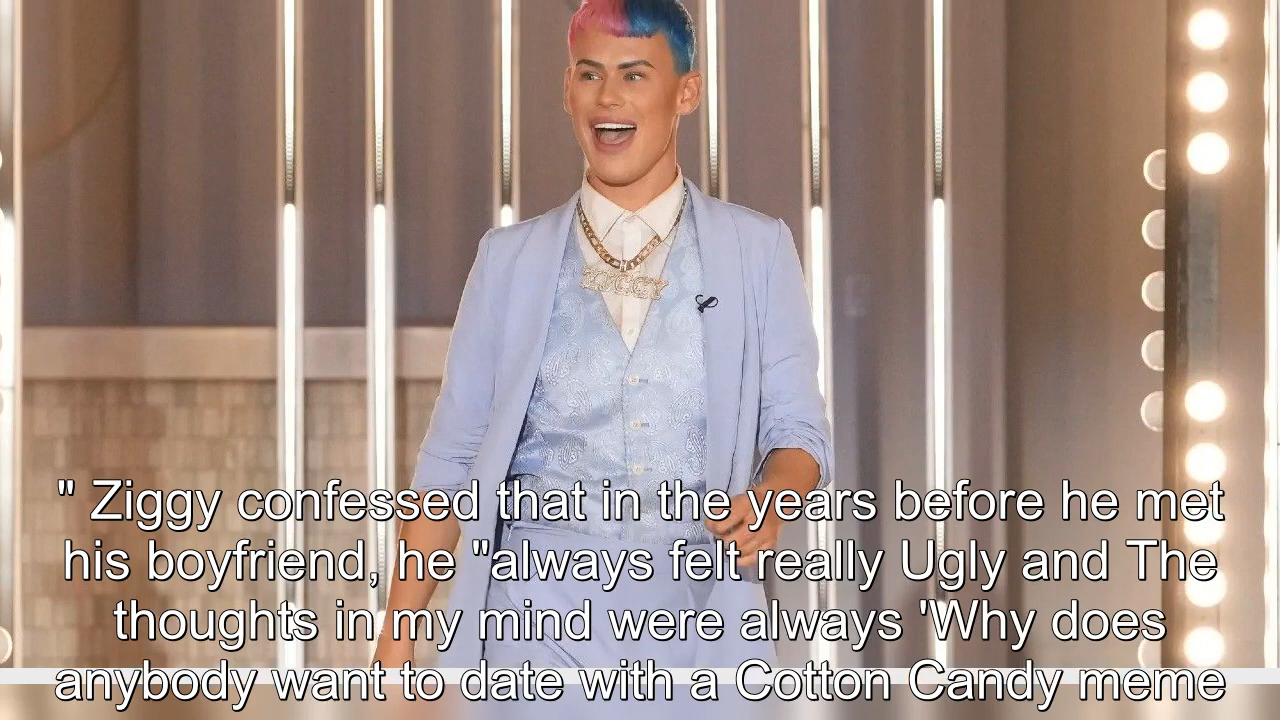 ZIGGY
" Ziggy confessed that in the years before he met
his boyfriend, he "always felt really Ugly and The
thoughts in my mind were always 'Why does
anybody want to date with a Cotton Candy meme